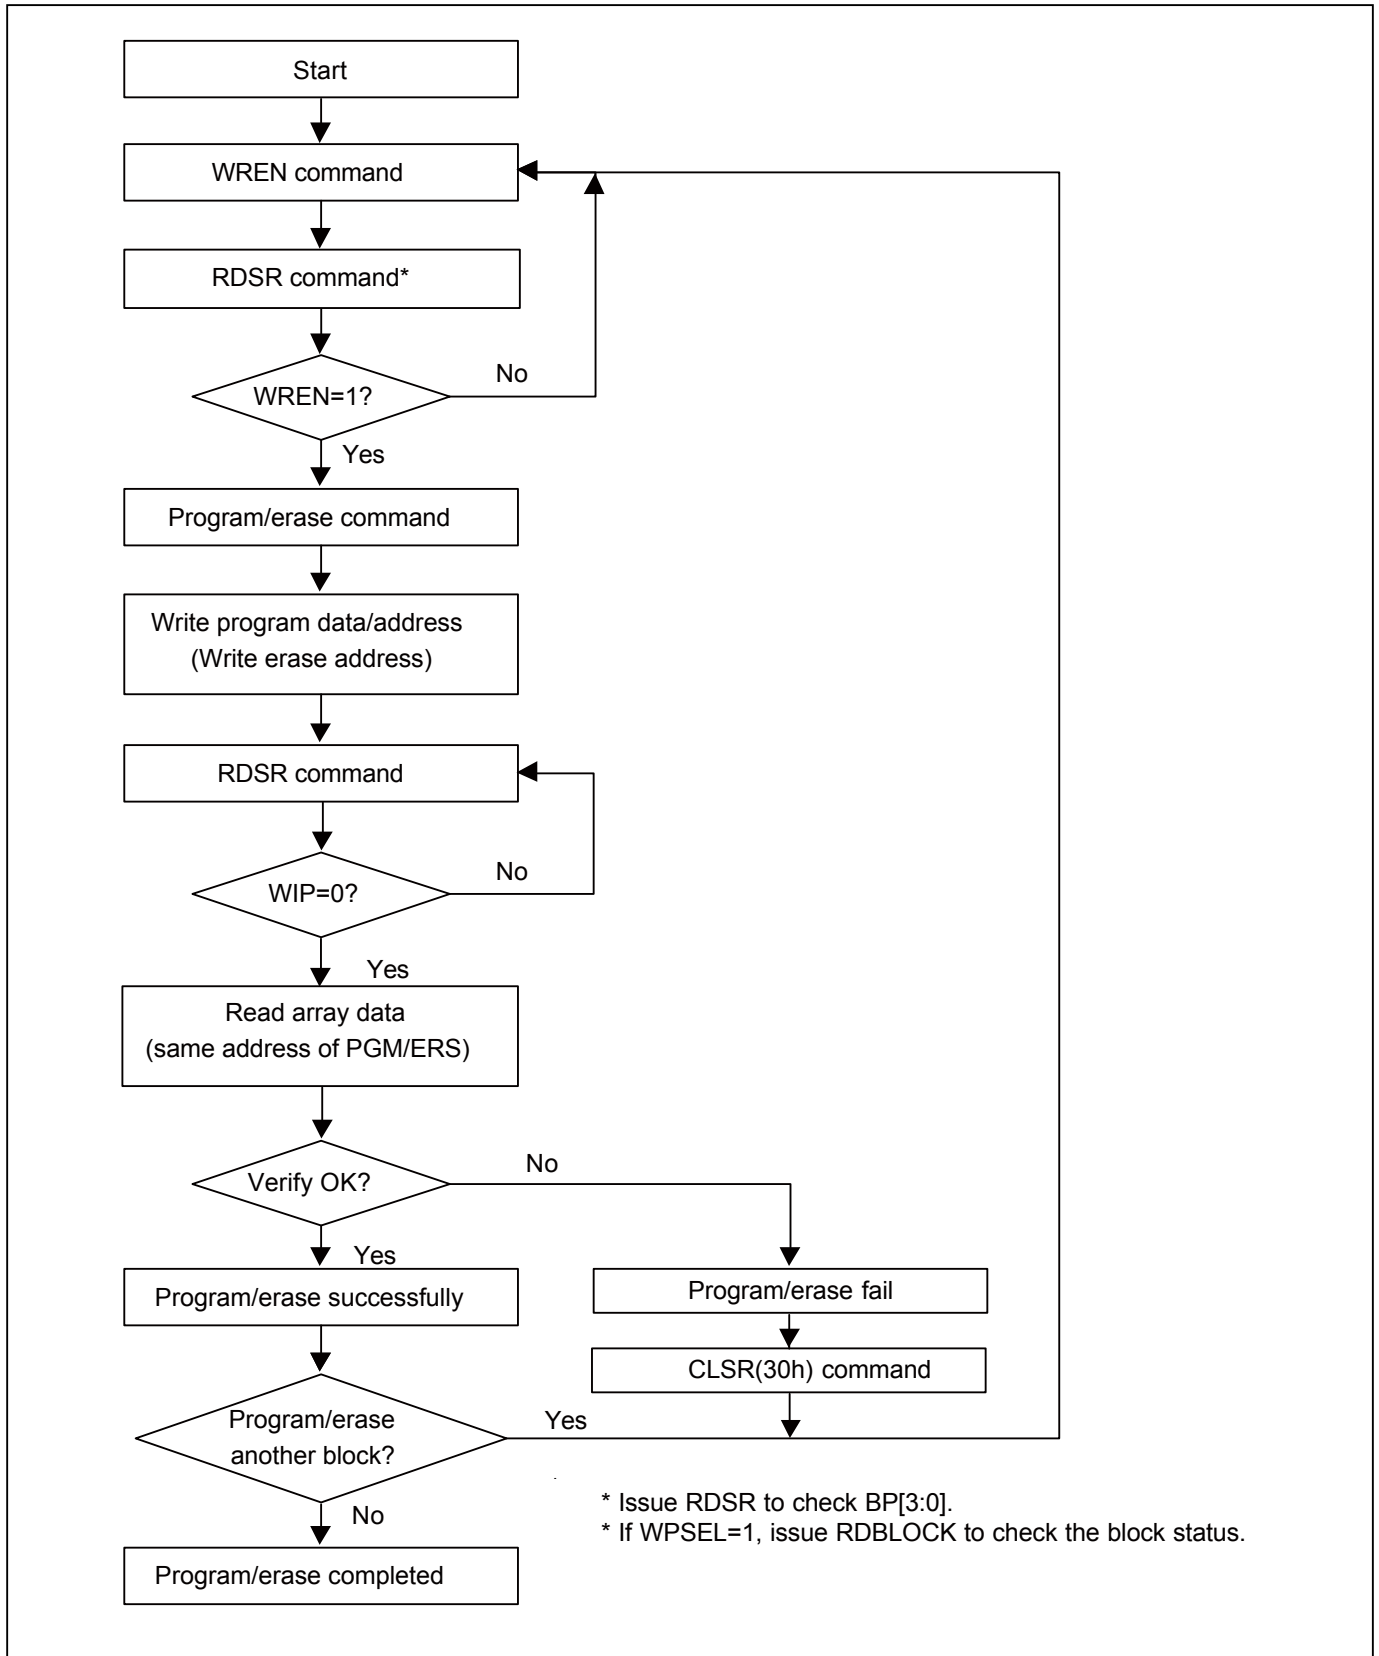 Start
WREN command
RDSR command*
WREN=1?
No
Yes
Program/erase command
Write program data/address
(Write erase address)
RDSR command
WIP=0?
No
Yes
Read array data
(same address of PGM/ERS)
Verify OK?
No
Yes
Program/erase successfully
Program/erase fail
CLSR(30h) command
Program/erase
another block?
Yes
No
* Issue RDSR to check BP[3:0].
* If WPSEL=1, issue RDBLOCK to check the block status.
Program/erase completed